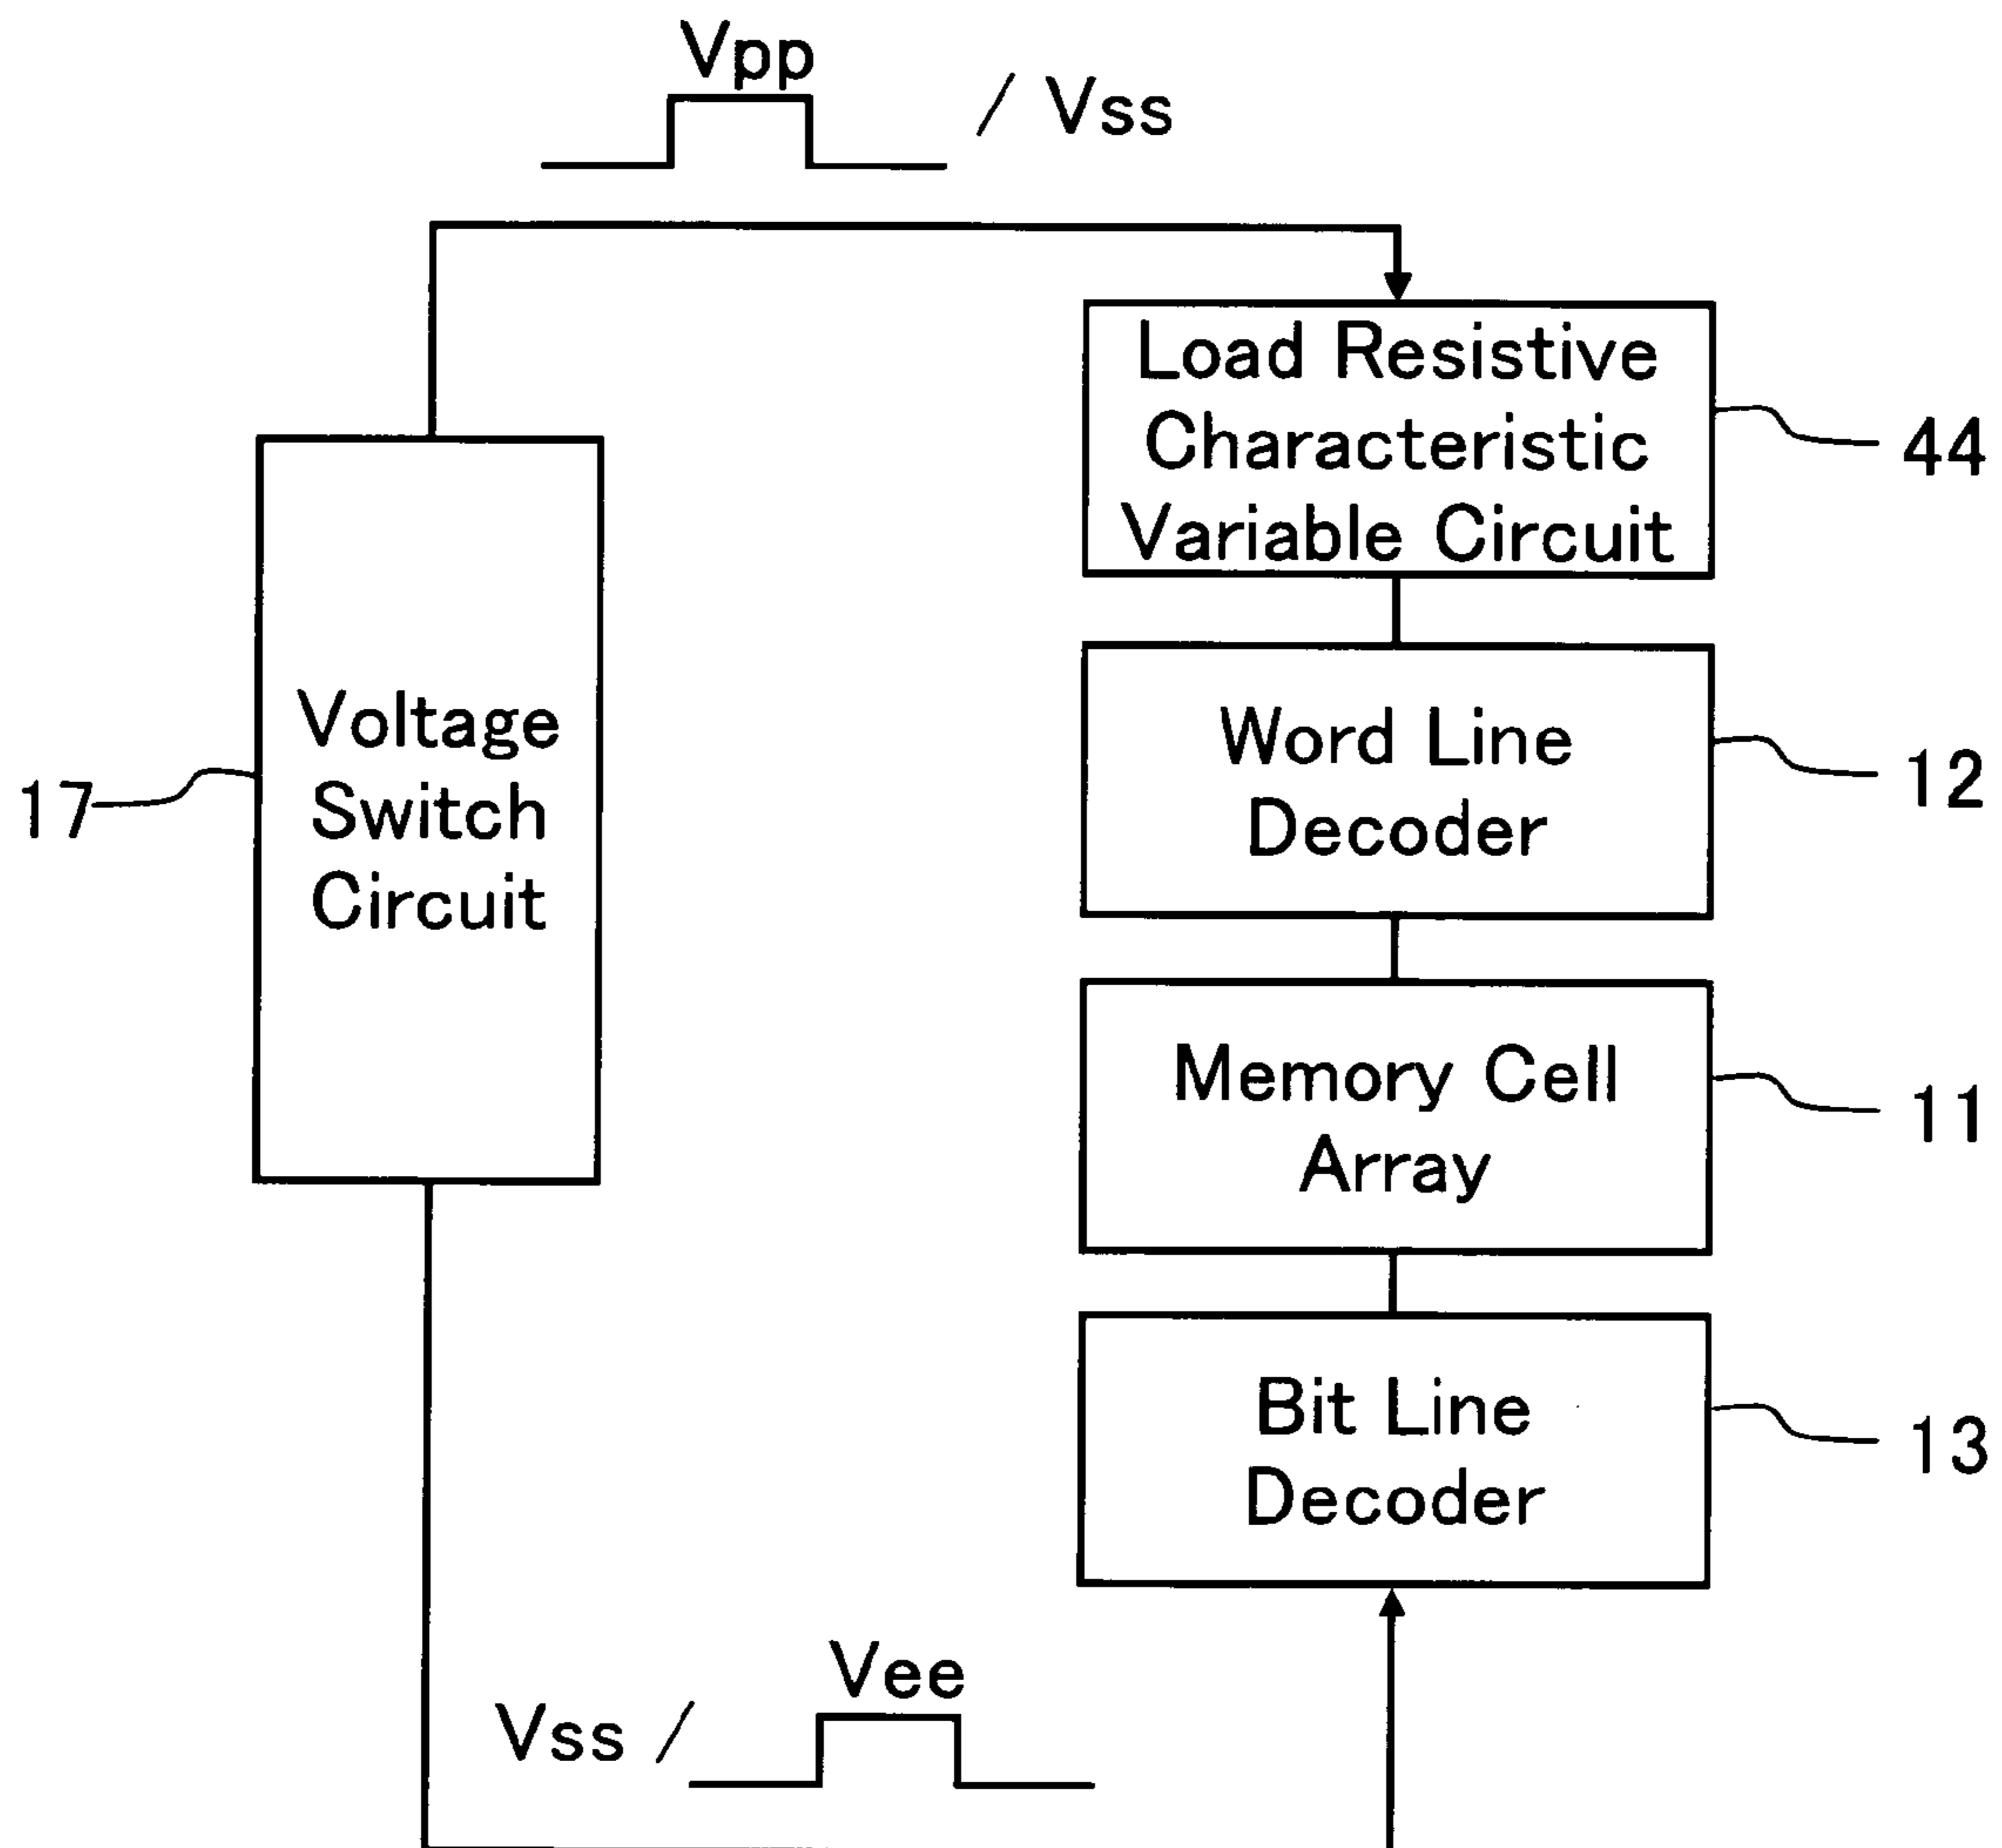 Vpp
/ Vss
Load Resistive
Characteristic
Variable Circuit
44
Voltage
Switch
Circuit
17
Word Line
Decoder
12
Memory Cell
Array
11
Bit Line
Decoder
13
Vee
Vss /